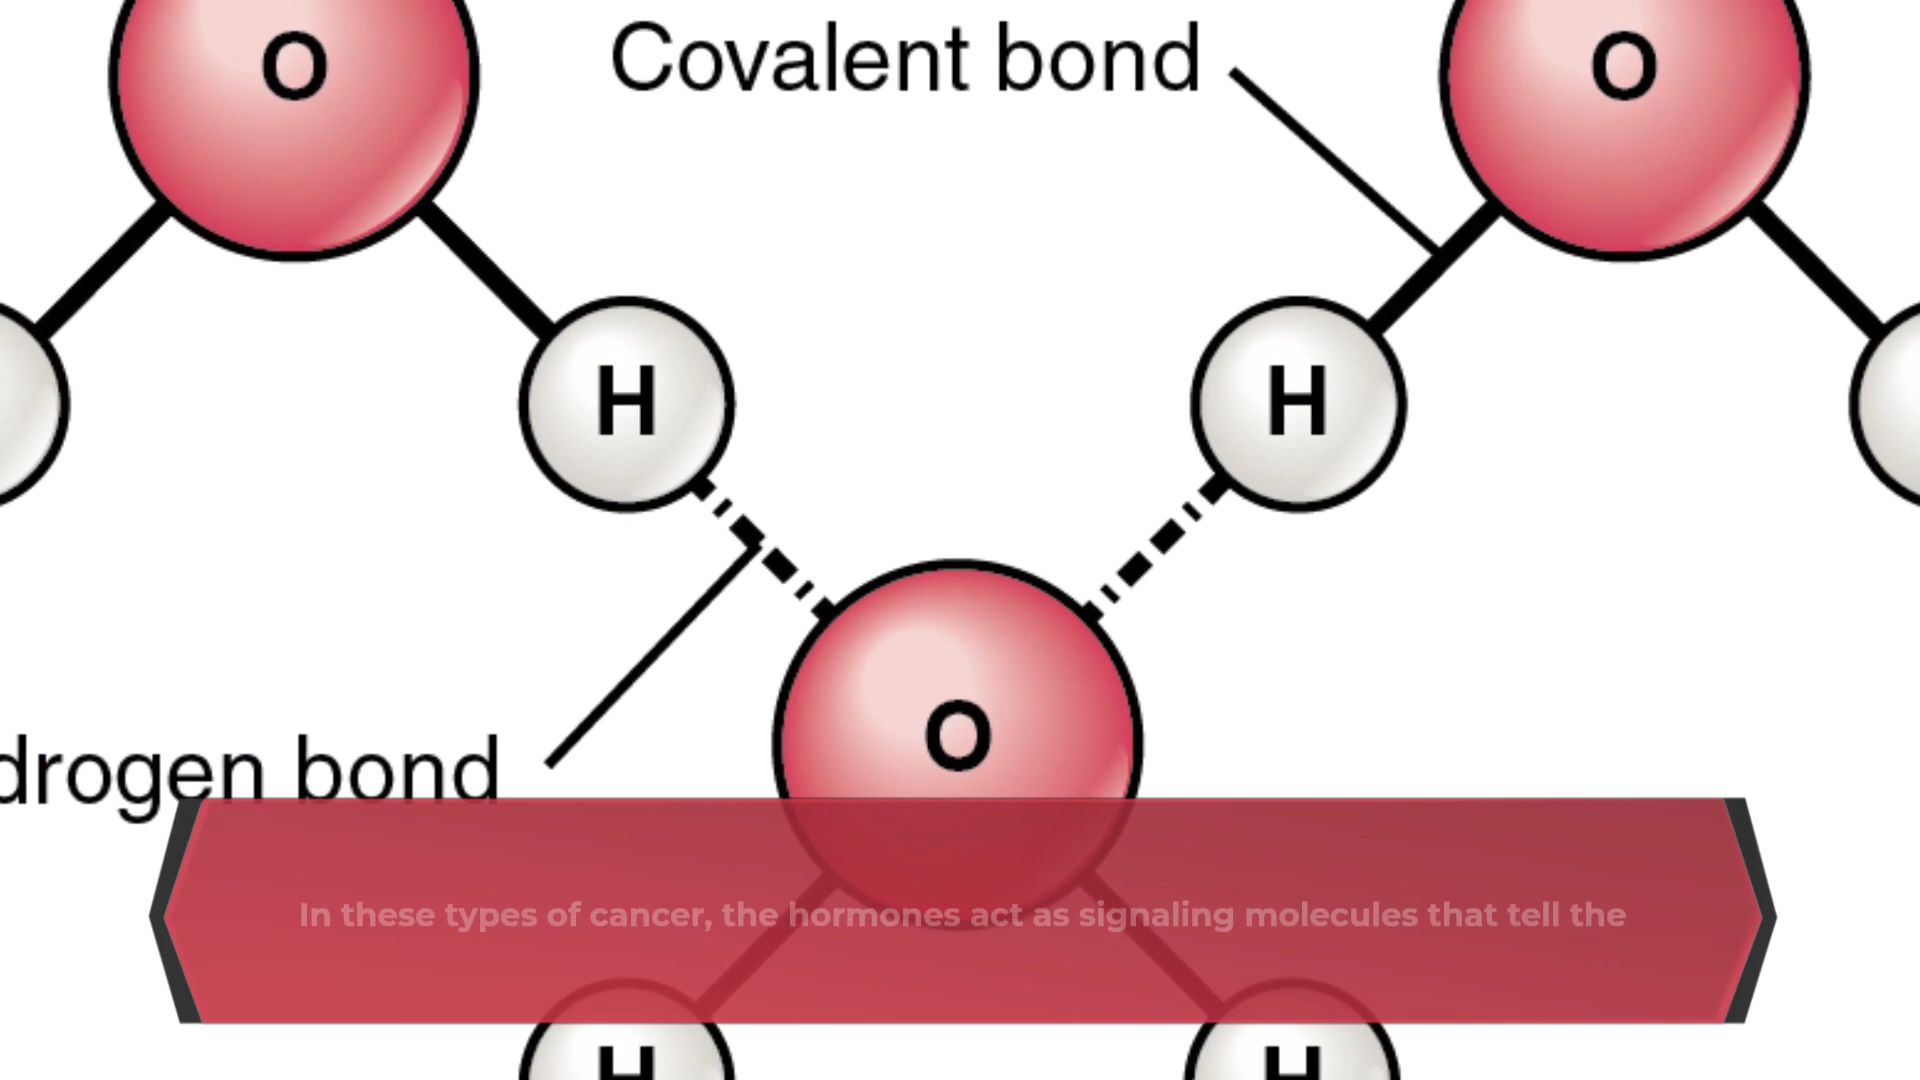 O
Covalent bond
O
H
H
drogen bond
O
In these types of cancer, the hormones act as signaling molecules that tell the
H
H